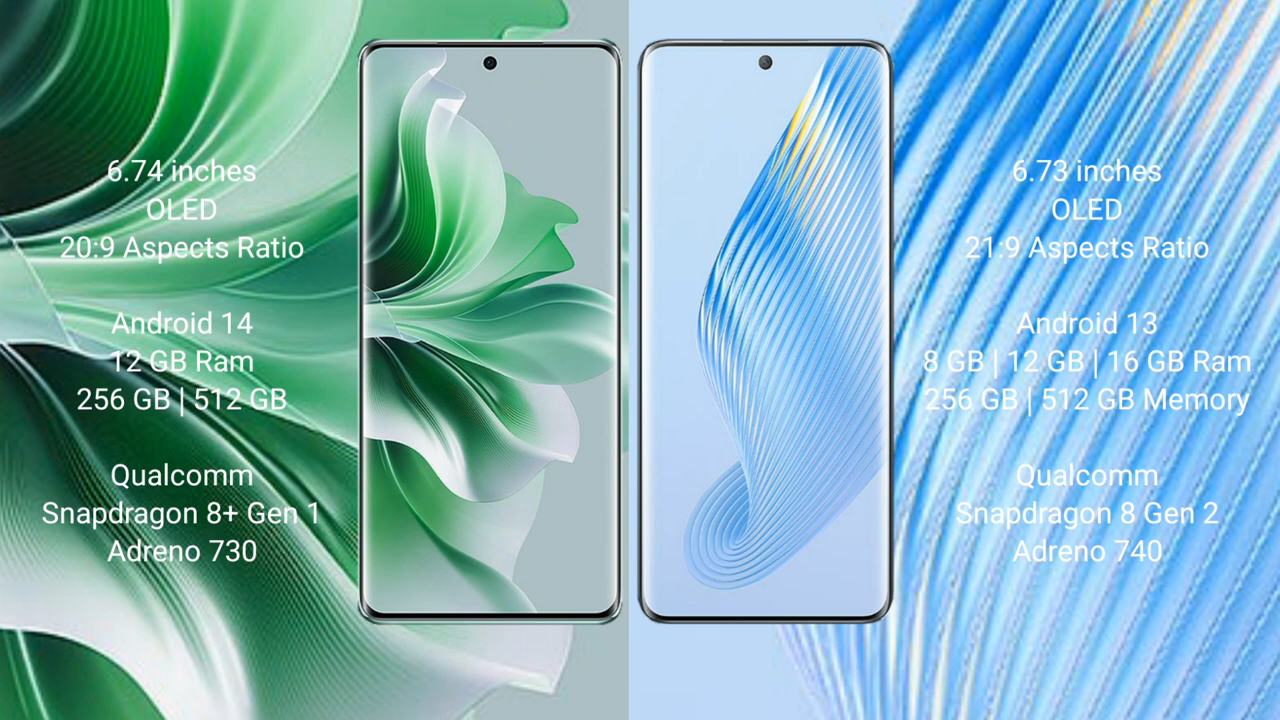 6.74 inches
OLED
20:9 Aspects Ratio
Android 14
12 GB Ram
256 GB | 512 GB
Qualcomm
Snapdragon 8+ Gen 1
Adreno 730
6.73 inches
OLED
21:9 Aspects Ratio
Android 13
8 GB | 12 GB | 16 GB Ram
256 GB | 512 GB Memory
Qualcomm
Snapdragon 8 Gen 2
Adreno 740